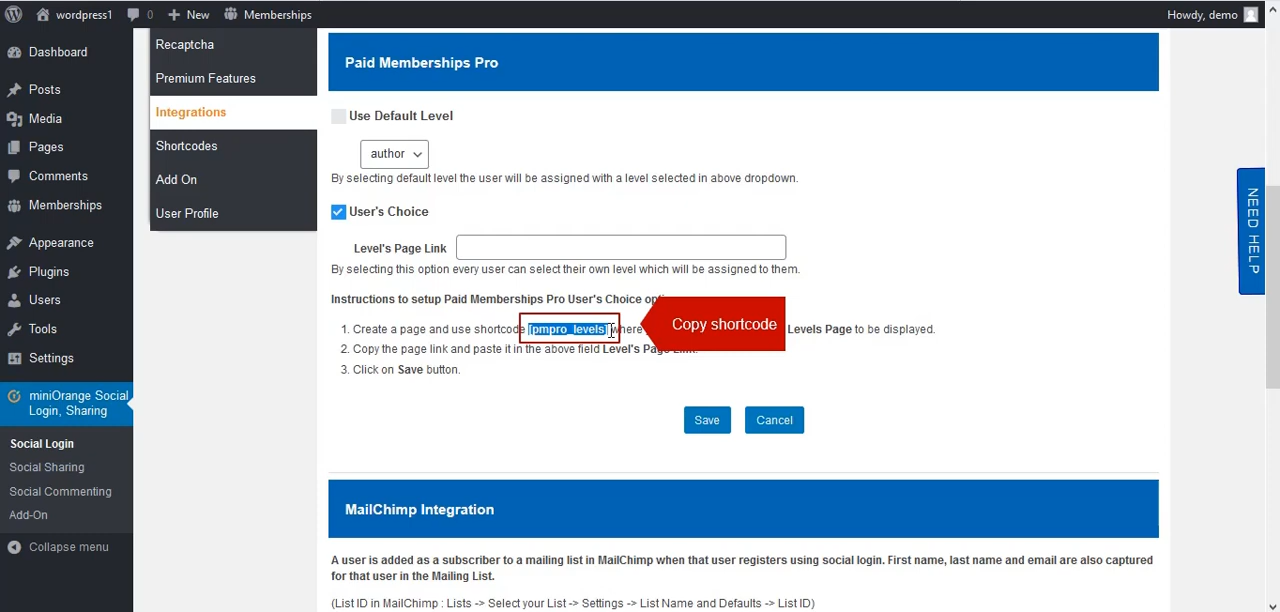 wordpress1
0
New
Memberships
Howdy, demo
Dashboard
Posts
Media
Pages
Comments
Memberships
Appearance
Plugins
Users
Tools
Settings
miniOrange Social
Login, Sharing
Social Login
Social Sharing
Social Commenting
Add-On
Collapse menu
Recaptcha
Premium Features
Integrations
Shortcodes
Add On
User Profile
Paid Memberships Pro
Use Default Level
author
By selecting default level the user will be assigned with a level selected in above dropdown.
User's Choice
Level's Page Link
By selecting this option every user can select their own level which will be assigned to them.
Instructions to setup Paid Memberships Pro User's Choice
1. Create a page and use shortcode [pmpro_levels] where Levels Page to be displayed.
Copy shortcode
2. Copy the page link and paste it in the above field Level's Page Link.
3. Click on Save button.
Save
Cancel
MailChimp Integration
A user is added as a subscriber to a mailing list in MailChimp when that user registers using social login. First name, last name and email are also captured
for that user in the Mailing List.
(List ID in MailChimp : Lists -> Select your List -> Settings -> List Name and Defaults -> List ID)
NEED HELP